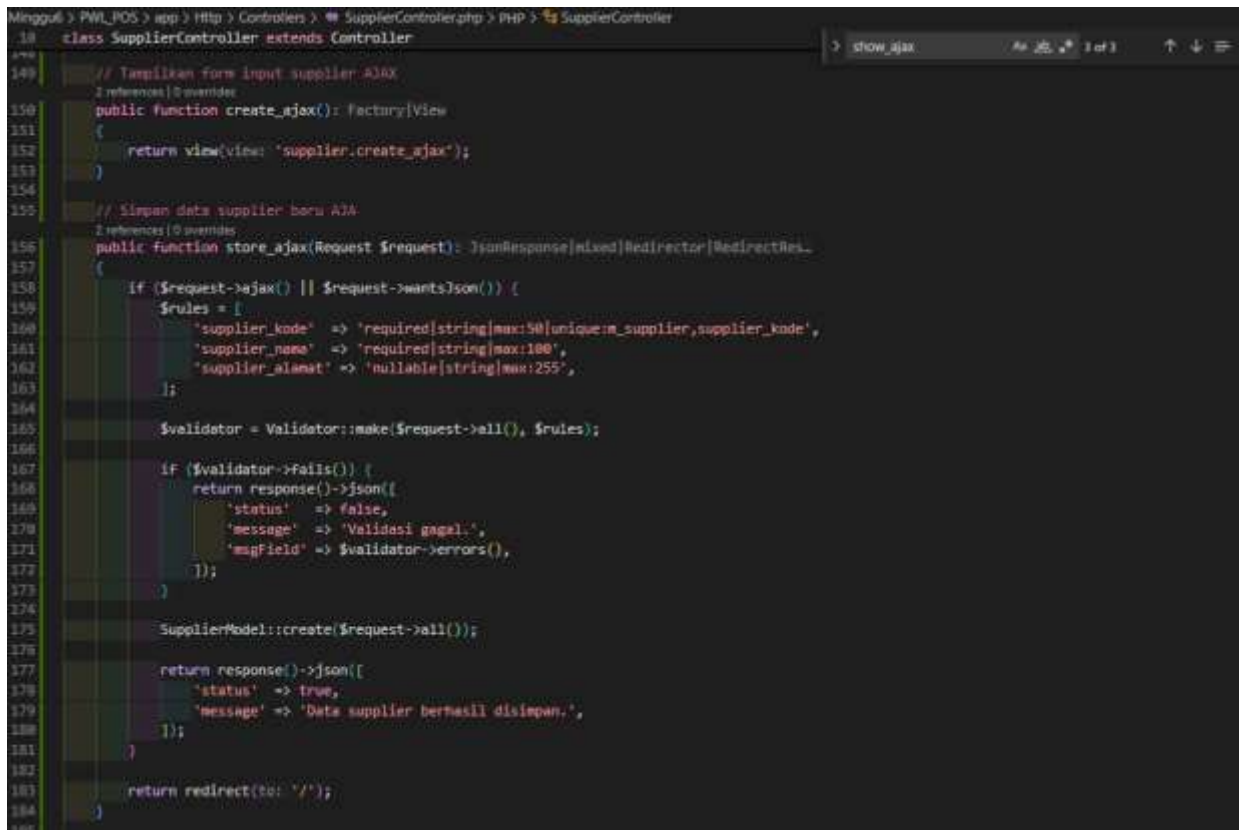 Minggu6 > PWL_POS > app > Http > Controllers > SupplierController.php > PHP > SupplierController
10 class SupplierController extends Controller
> show_ajax 3 of 3
149 // Tampilkan form input supplier AJAX
2 references | 0 overrides
150 public function create_ajax(): Factory|View
151 {
152 return view(view: 'supplier.create_ajax');
153 }
154
155 // Simpan data supplier baru AJA
2 references | 0 overrides
156 public function store_ajax(Request $request): JsonResponse|mixed|Redirector|RedirectRes…
157 {
158 if ($request->ajax() || $request->wantsJson()) {
159 $rules = [
160 'supplier_kode' => 'required|string|max:50|unique:m_supplier,supplier_kode',
161 'supplier_nama' => 'required|string|max:100',
162 'supplier_alamat' => 'nullable|string|max:255',
163 ];
164
165 $validator = Validator::make($request->all(), $rules);
166
167 if ($validator->fails()) {
168 return response()->json([
169 'status' => false,
170 'message' => 'Validasi gagal.',
171 'msgField' => $validator->errors(),
172 ]);
173 }
174
175 SupplierModel::create($request->all());
176
177 return response()->json([
178 'status' => true,
179 'message' => 'Data supplier berhasil disimpan.',
180 ]);
181 }
182
183 return redirect(to: '/');
184 }